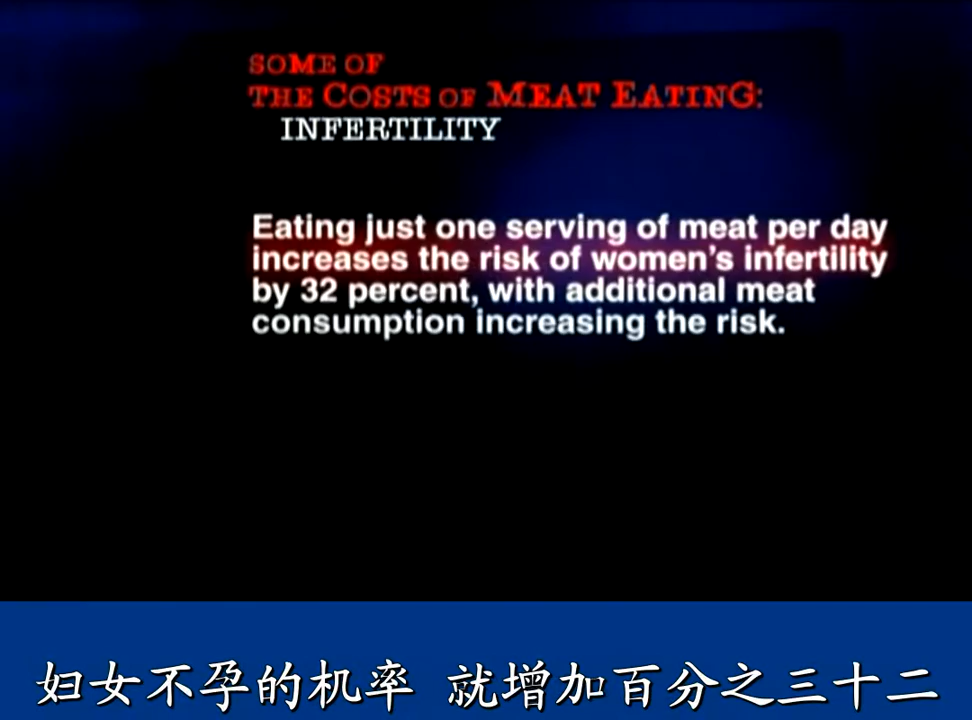 SOME OF
THE COSTS OF MEAT EATING:
INFERTILITY
Eating just one serving of meat per day
increases the risk of women's infertility
by 32 percent, with additional meat
consumption increasing the risk.
妇女不孕的机率 就增加百分之三十二